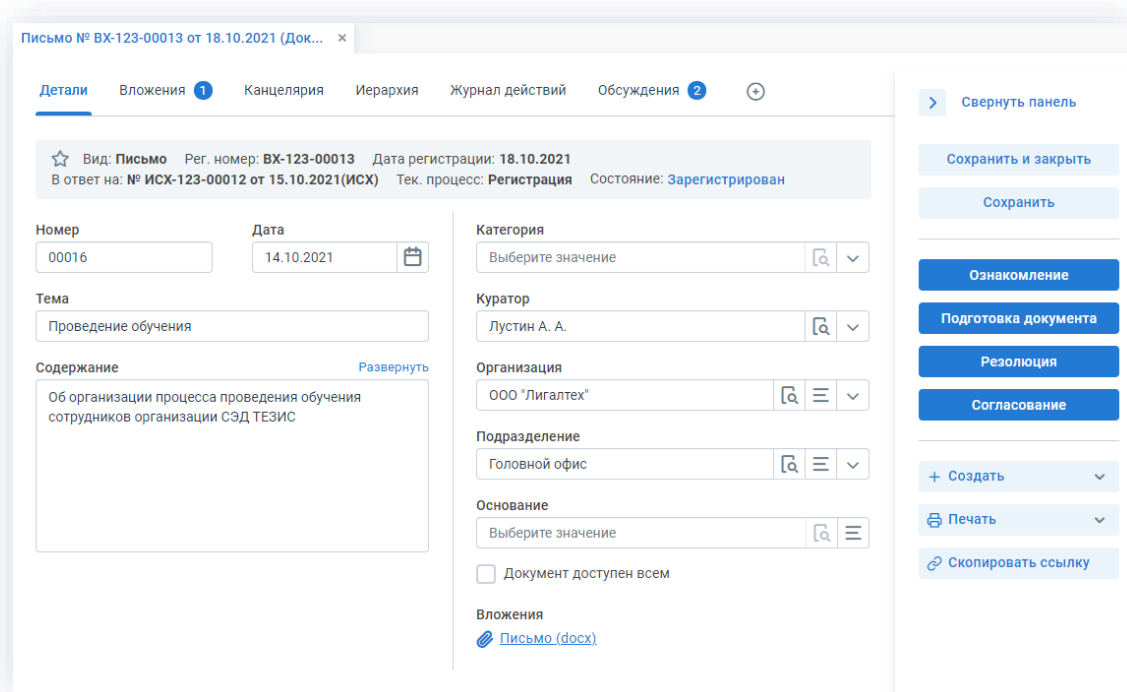 Письмо № ВХ-123-00013 от 18.10.2021 (Док... ×
Детали Вложения 1 Канцелярия Иерархия Журнал действий Обсуждения 2
Вид: Письмо Рег. номер: ВХ-123-00013 Дата регистрации: 18.10.2021
В ответ на: № ИСХ-123-00012 от 15.10.2021(ИСХ) Тек. процесс: Регистрация Состояние: Зарегистрирован
Номер Дата
00016 14.10.2021
Тема
Проведение обучения
Содержание Развернуть
Об организации процесса проведения обучения
сотрудников организации СЭД ТЕЗИС
Категория
Выберите значение
Куратор
Лустин А. А.
Организация
ООО "Лигалтех"
Подразделение
Головной офис
Основание
Выберите значение
Документ доступен всем
Вложения
Письмо (docx)
Свернуть панель
Сохранить и закрыть
Сохранить
Ознакомление
Подготовка документа
Резолюция
Согласование
+ Создать
Печать
Скопировать ссылку